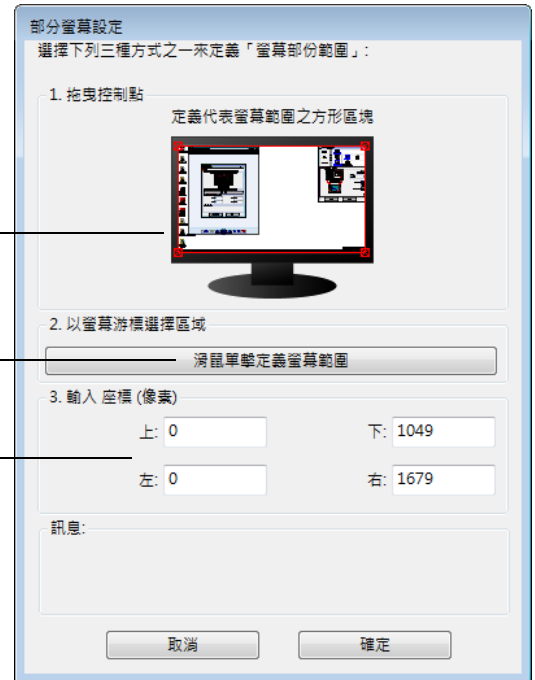 部分螢幕設定
選擇下列三種方式之一來定義「螢幕部份範圍」:
1. 拖曳控制點
定義代表螢幕範圍之方形區塊
2. 以螢幕游標選擇區域
滑鼠單擊定義螢幕範圍
3. 輸入 座標 (像素)
上: 0 下: 1049
左: 0 右: 1679
訊息:
取消 確定